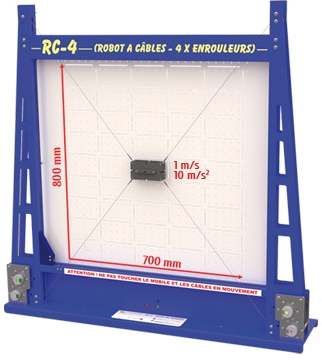 RC-4 (ROBOT A CÂBLES - 4 X ENROULEURS)
800 mm
1 m/s
10 m/s²
700 mm
ATTENTION : NE PAS TOUCHER LE MOBILE ET LES CÂBLES EN MOUVEMENT